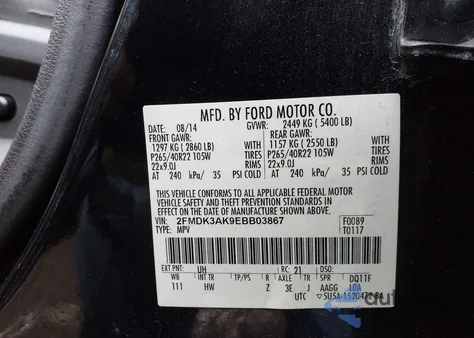 MFD. BY FORD MOTOR CO.
DATE: 08/14 GVWR: 2449 KG ( 5400 LB)
FRONT GAWR: REAR GAWR:
1297 KG ( 2860 LB) WITH 1157 KG ( 2550 LB) WITH
P265/40R22 105W TIRES P265/40R22 105W TIRES
22x9.0J RIMS 22x9.0J RIMS
AT 240 kPa/ 35 PSI COLD AT 240 kPa/ 35 PSI COLD
THIS VEHICLE CONFORMS TO ALL APPLICABLE FEDERAL MOTOR
VEHICLE SAFETY AND THEFT PREVENTION STANDARDS IN
EFFECT ON THE DATE OF MANUFACTURE SHOWN ABOVE.
VIN: 2FMDK3AK9EBB03867 F0089
TYPE: MPV T0117
EXT PNT: UH RC: 21 DSO:
WB INT TR TP/PS R AXLE TR SPR DQ11F
111 HW Z 3E J AAGG
UTC